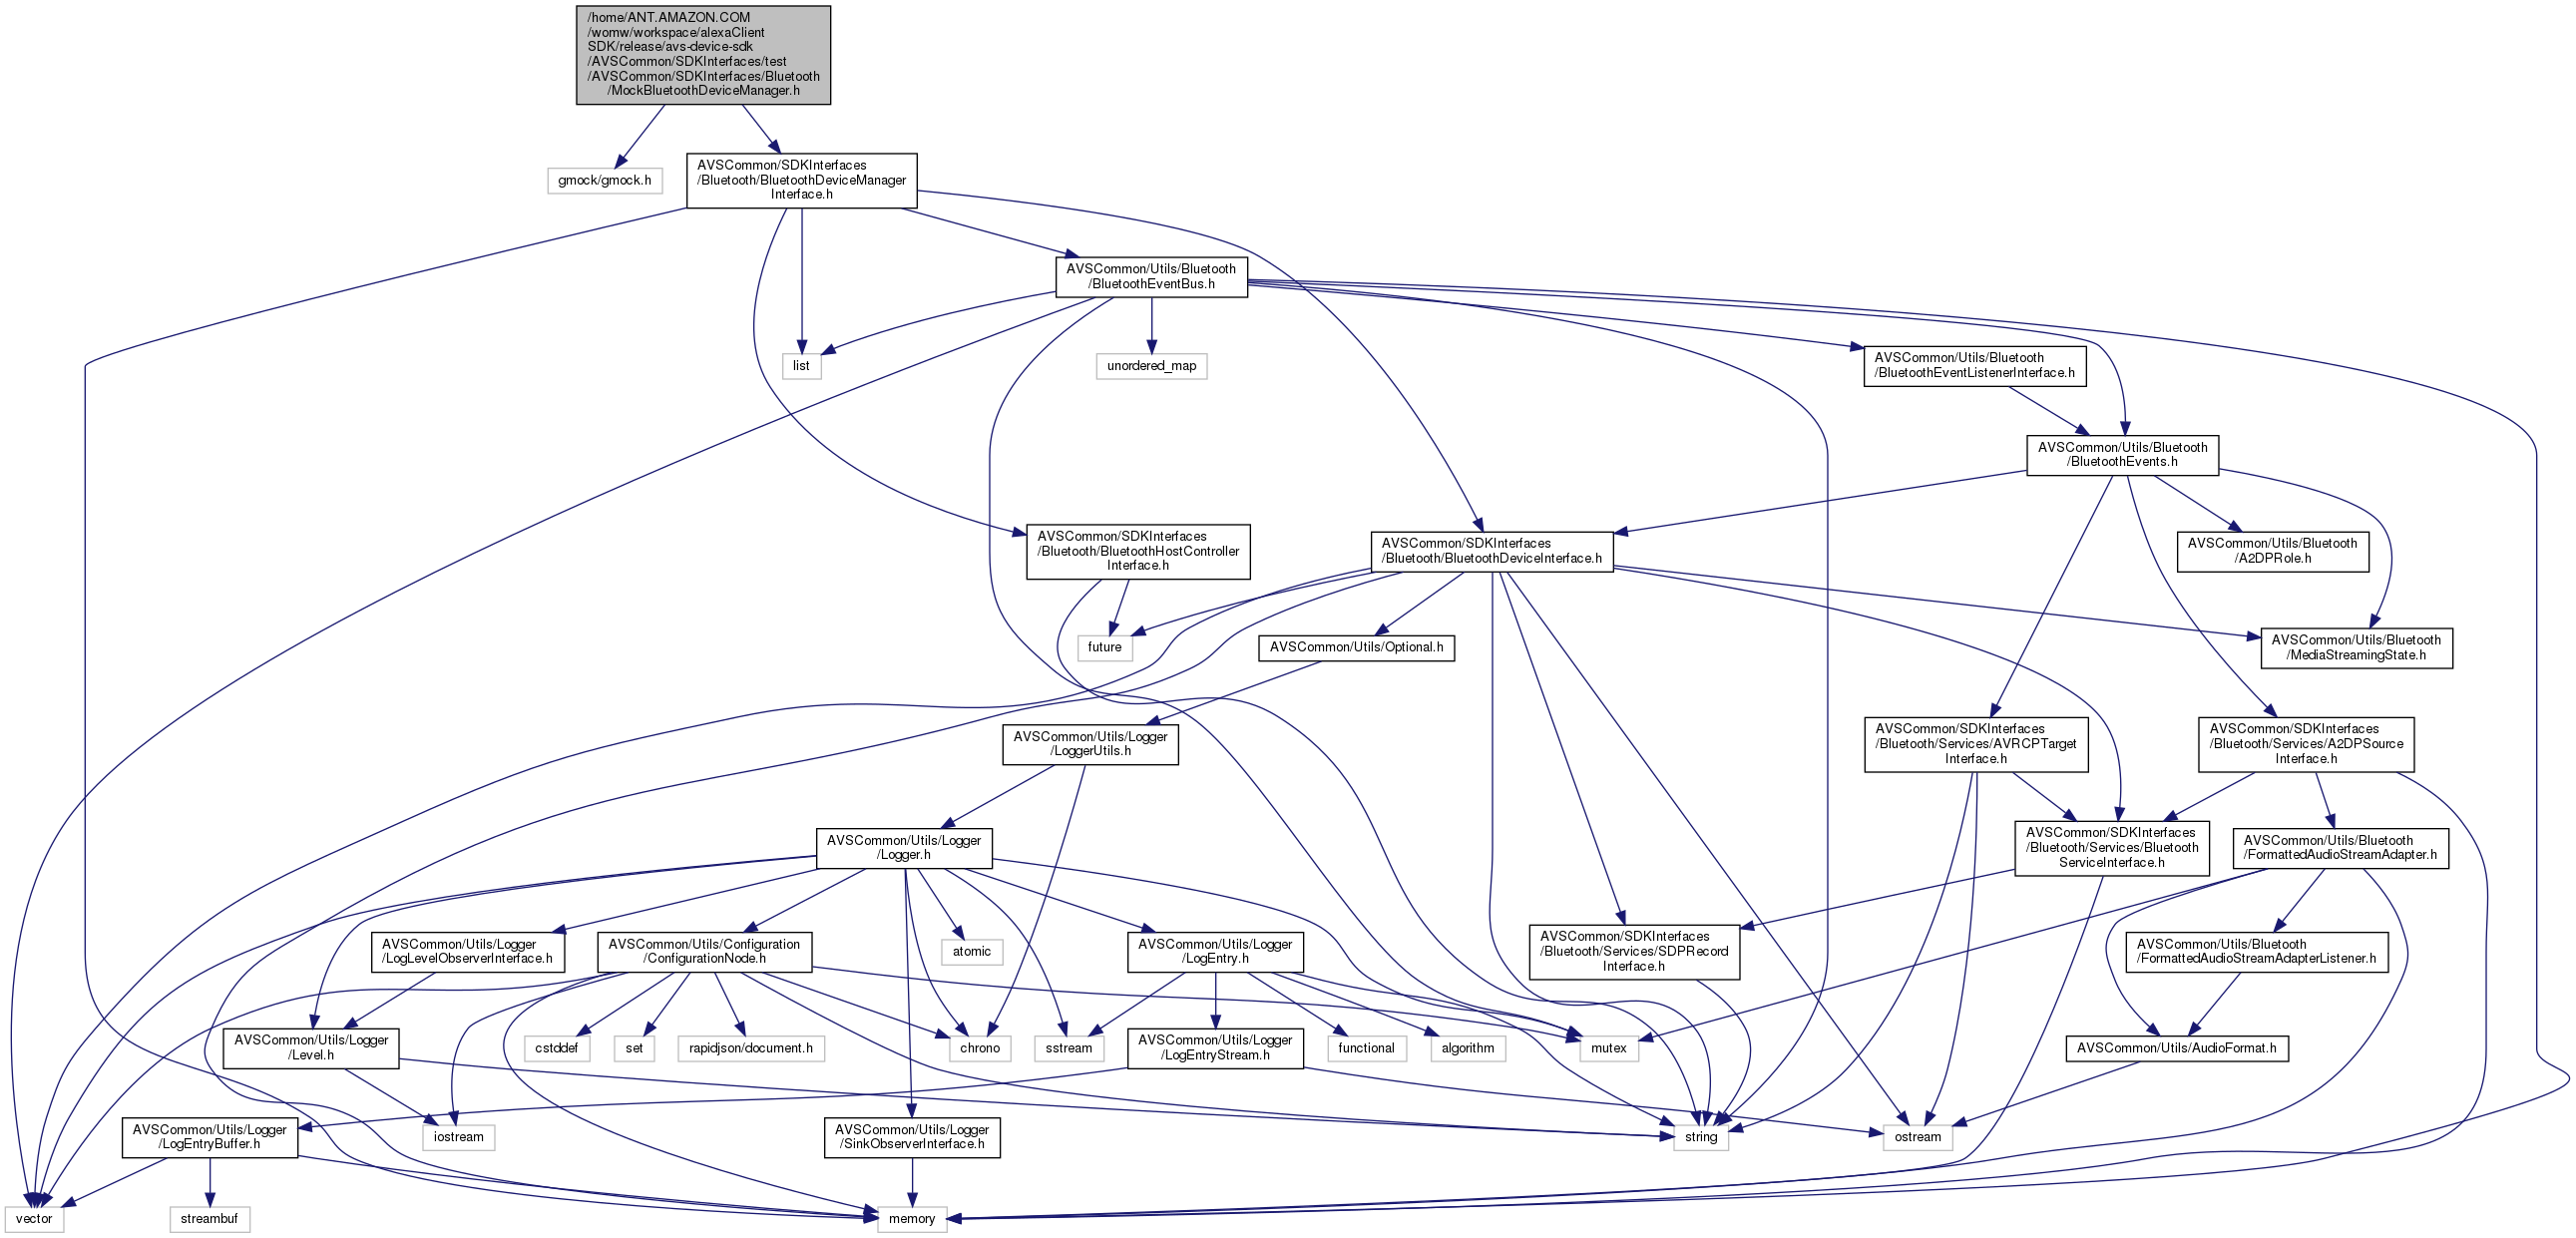 /home/ANT.AMAZON.COM
/womw/workspace/alexaClient
SDK/release/avs-device-sdk
/AVSCommon/SDKInterfaces/test
/AVSCommon/SDKInterfaces/Bluetooth
/MockBluetoothDeviceManager.h
gmock/gmock.h
AVSCommon/SDKInterfaces
/Bluetooth/BluetoothDeviceManager
Interface.h
AVSCommon/Utils/Bluetooth
/BluetoothEventBus.h
list
unordered_map
AVSCommon/Utils/Bluetooth
/BluetoothEventListenerInterface.h
AVSCommon/Utils/Bluetooth
/BluetoothEvents.h
AVSCommon/SDKInterfaces
/Bluetooth/BluetoothHostController
Interface.h
AVSCommon/SDKInterfaces
/Bluetooth/BluetoothDeviceInterface.h
AVSCommon/Utils/Bluetooth
/A2DPRole.h
future
AVSCommon/Utils/Optional.h
AVSCommon/Utils/Bluetooth
/MediaStreamingState.h
AVSCommon/Utils/Logger
/LoggerUtils.h
AVSCommon/SDKInterfaces
/Bluetooth/Services/AVRCPTarget
Interface.h
AVSCommon/SDKInterfaces
/Bluetooth/Services/A2DPSource
Interface.h
AVSCommon/Utils/Logger
/Logger.h
AVSCommon/SDKInterfaces
/Bluetooth/Services/Bluetooth
ServiceInterface.h
AVSCommon/Utils/Bluetooth
/FormattedAudioStreamAdapter.h
AVSCommon/Utils/Logger
/LogLevelObserverInterface.h
AVSCommon/Utils/Configuration
/ConfigurationNode.h
atomic
AVSCommon/Utils/Logger
/LogEntry.h
AVSCommon/SDKInterfaces
/Bluetooth/Services/SDPRecord
Interface.h
AVSCommon/Utils/Bluetooth
/FormattedAudioStreamAdapterListener.h
AVSCommon/Utils/Logger
/Level.h
cstddef
set
rapidjson/document.h
chrono
sstream
AVSCommon/Utils/Logger
/LogEntryStream.h
functional
algorithm
mutex
AVSCommon/Utils/AudioFormat.h
AVSCommon/Utils/Logger
/LogEntryBuffer.h
iostream
AVSCommon/Utils/Logger
/SinkObserverInterface.h
string
ostream
vector
streambuf
memory